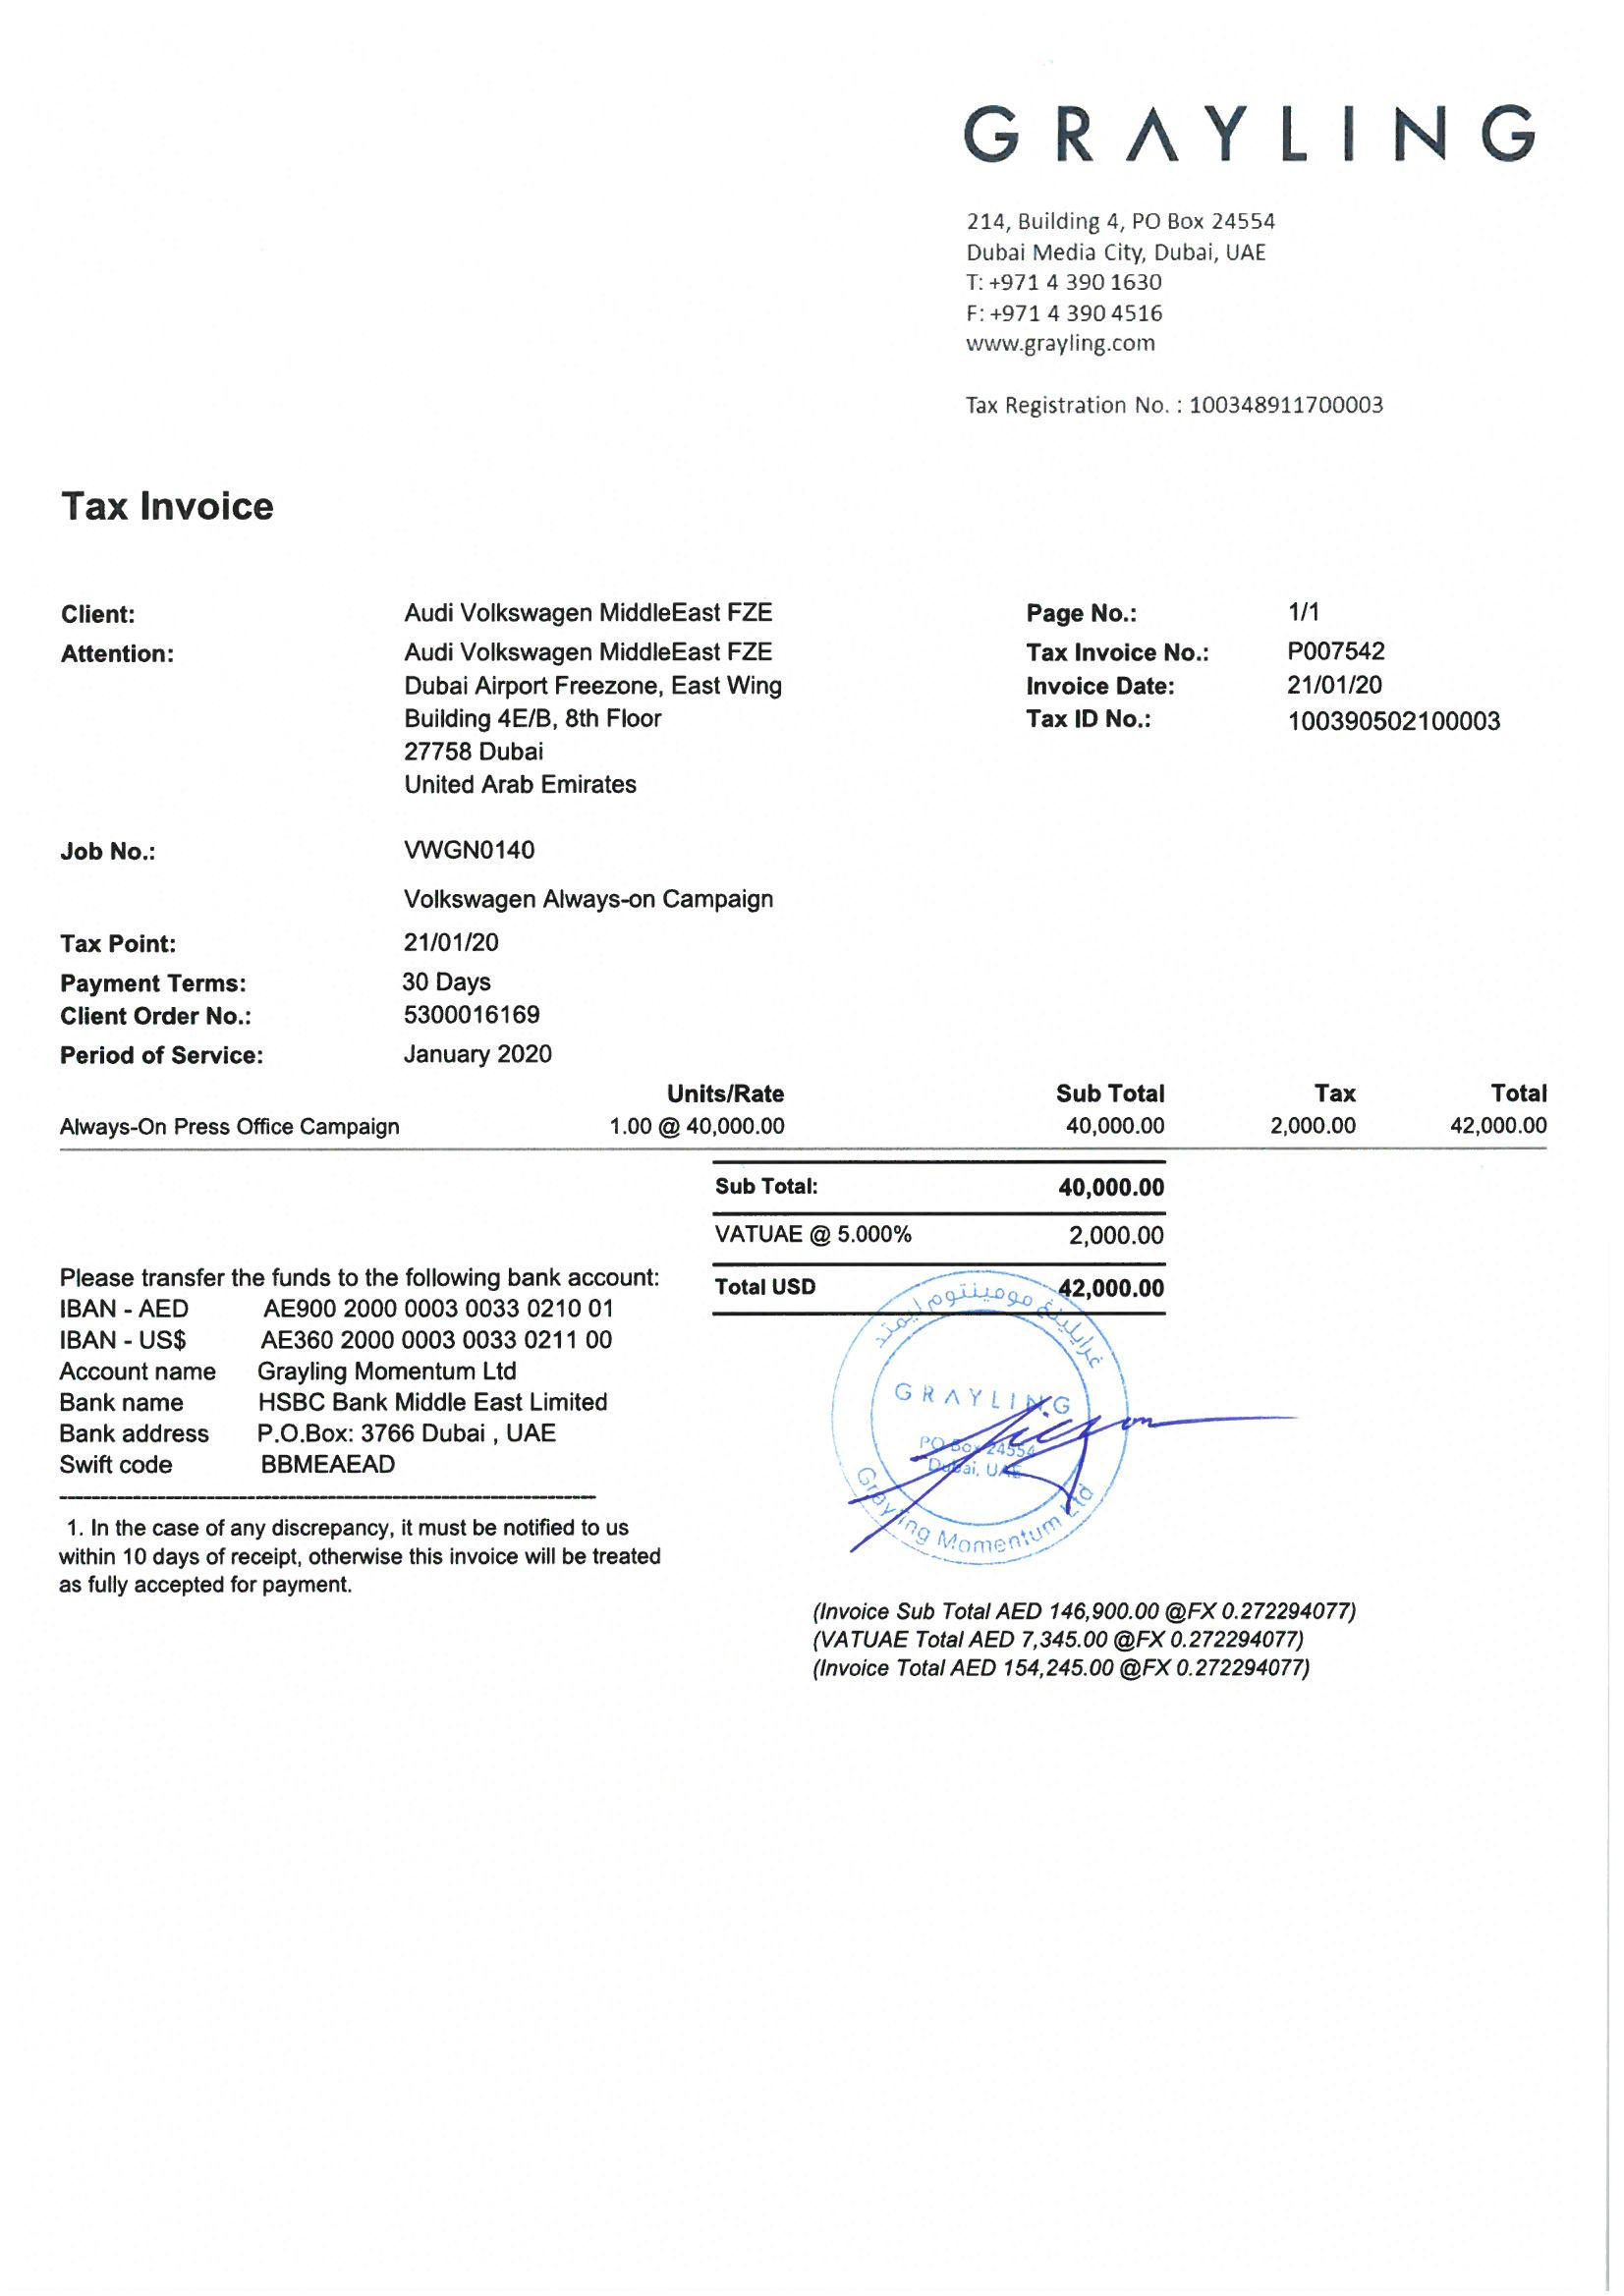 GRAYLING
214, Building 4, PO Box 24554
Dubai Media City, Dubai, UAE
T: +971 4 390 1630
F: +971 4 390 4516
www.grayling.com
Tax Registration No. : 100348911700003
Tax Invoice
Client: Audi Volkswagen MiddleEast FZE Page No.: 1/1
Attention: Audi Volkswagen MiddleEast FZE Tax Invoice No.: P007542
Dubai Airport Freezone, East Wing Invoice Date: 21/01/20
Building 4E/B, 8th Floor Tax ID No.: 100390502100003
27758 Dubai
United Arab Emirates
Job No.: VWGN0140
Volkswagen Always-on Campaign
Tax Point: 21/01/20
Payment Terms: 30 Days
Client Order No.: 5300016169
Period of Service: January 2020
Units/Rate Sub Total Tax Total
Always-On Press Office Campaign 1.00 @ 40,000.00 40,000.00 2,000.00 42,000.00
Sub Total: 40,000.00
VATUAE @ 5.000% 2,000.00
Total USD 42,000.00
Please transfer the funds to the following bank account:
IBAN - AED AE900 2000 0003 0033 0210 01
IBAN - US$ AE360 2000 0003 0033 0211 00
Account name Grayling Momentum Ltd
Bank name HSBC Bank Middle East Limited
Bank address P.O.Box: 3766 Dubai , UAE
Swift code BBMEAEAD
1. In the case of any discrepancy, it must be notified to us
within 10 days of receipt, otherwise this invoice will be treated
as fully accepted for payment.
غرايلينغ مومينتوم ليمتد
GRAYLING
PO Box 24554
Dubai, UAE
Grayling Momentum Ltd
(Invoice Sub Total AED 146,900.00 @FX 0.272294077)
(VATUAE Total AED 7,345.00 @FX 0.272294077)
(Invoice Total AED 154,245.00 @FX 0.272294077)